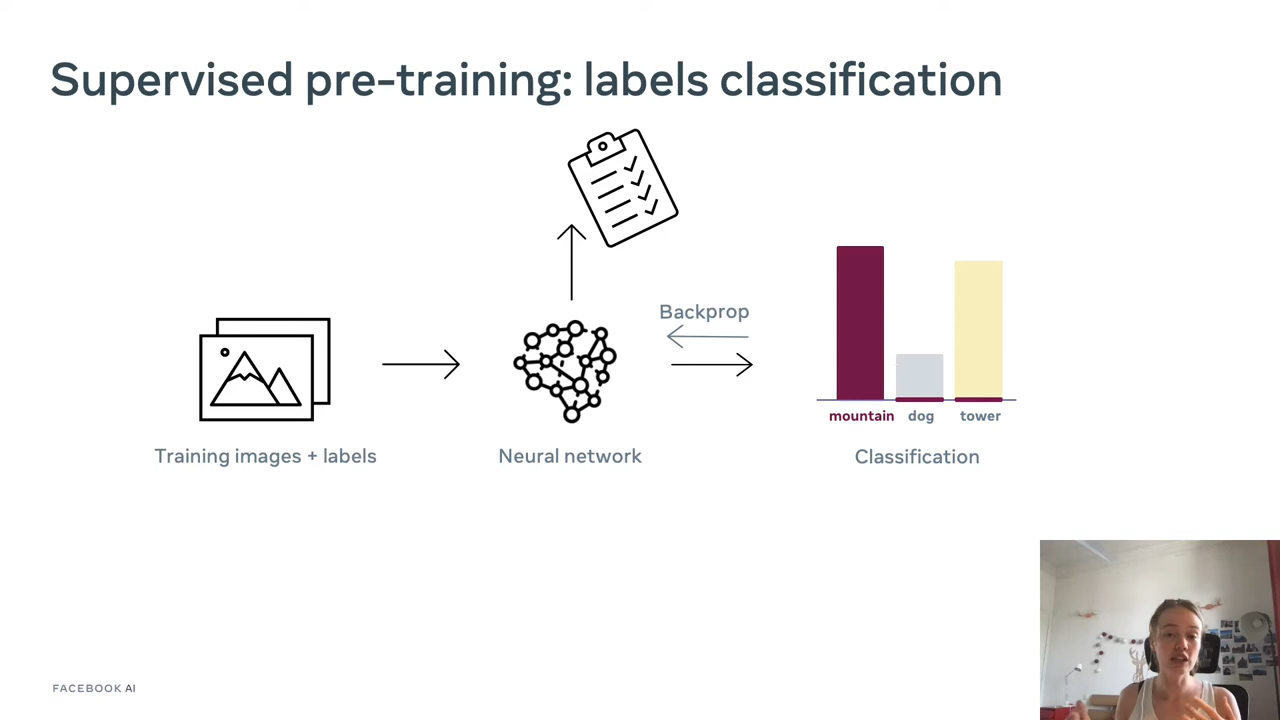 Supervised pre-training: labels classification
Backprop
mountain dog tower
Training images + labels
Neural network
Classification
FACEBOOK AI